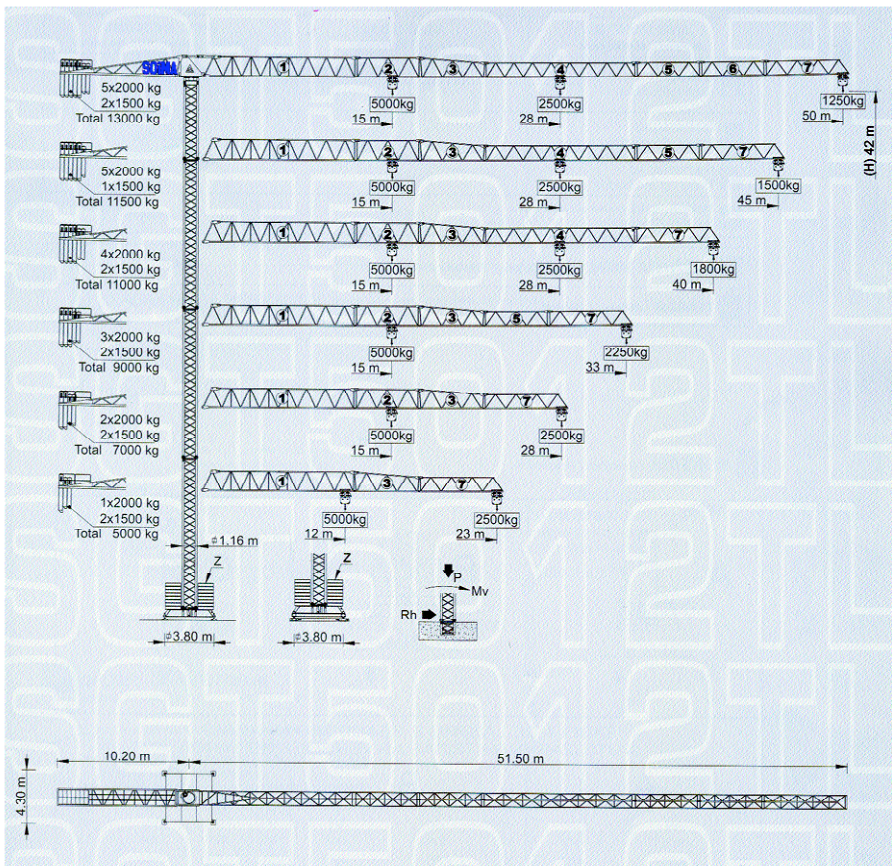 1 2 3 4 5 6 7
5x2000 kg
2x1500 kg
Total 13000 kg
5000kg
15 m
2500kg
28 m
1250kg
50 m
(H) 42 m
1 2 3 4 5 7
5x2000 kg
1x1500 kg
Total 11500 kg
5000kg
15 m
2500kg
28 m
1500kg
45 m
1 2 3 4 7
4x2000 kg
2x1500 kg
Total 11000 kg
5000kg
15 m
2500kg
28 m
1800kg
40 m
1 2 3 5 7
3x2000 kg
2x1500 kg
Total 9000 kg
5000kg
15 m
2250kg
33 m
1 2 3 7
2x2000 kg
2x1500 kg
Total 7000 kg
5000kg
15 m
2500kg
28 m
1 3 7
1x2000 kg
2x1500 kg
Total 5000 kg
5000kg
12 m
2500kg
23 m
1.16 m
Z
Z
P
Mv
Rh
3.80 m
3.80 m
10.20 m
51.50 m
4.30 m